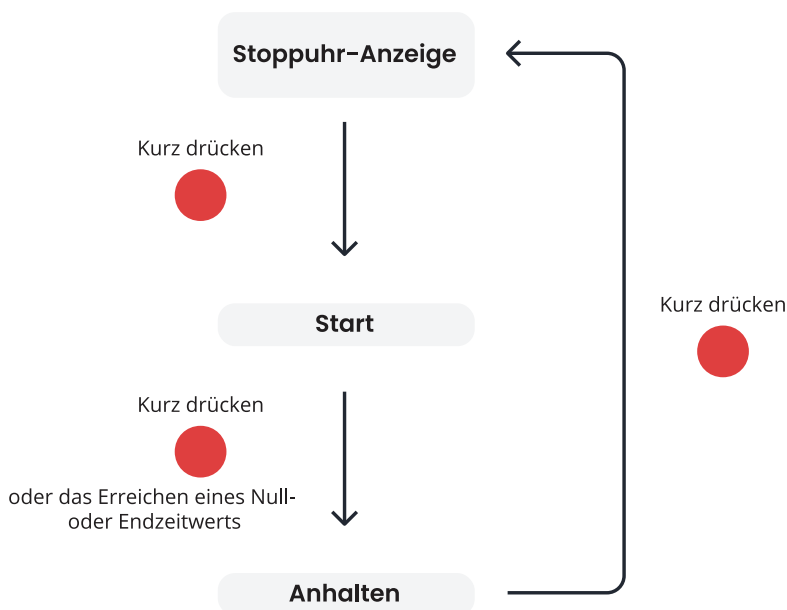 Stoppuhr-Anzeige
Kurz drücken
Start
Kurz drücken
Kurz drücken
oder das Erreichen eines Null-
oder Endzeitwerts
Anhalten